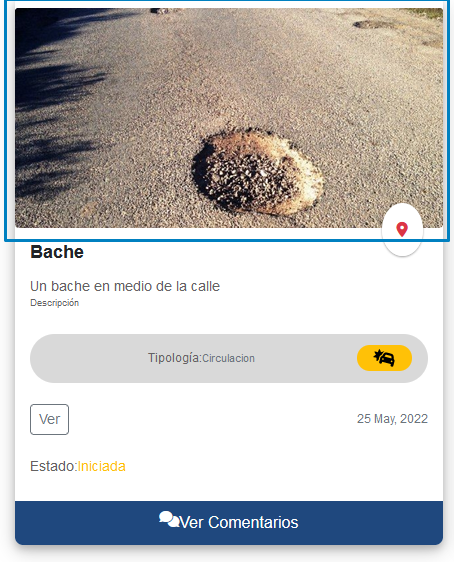 Bache
Un bache en medio de la calle
Descripción
Tipología:Circulacion
Ver
25 May, 2022
Estado:Iniciada
Ver Comentarios